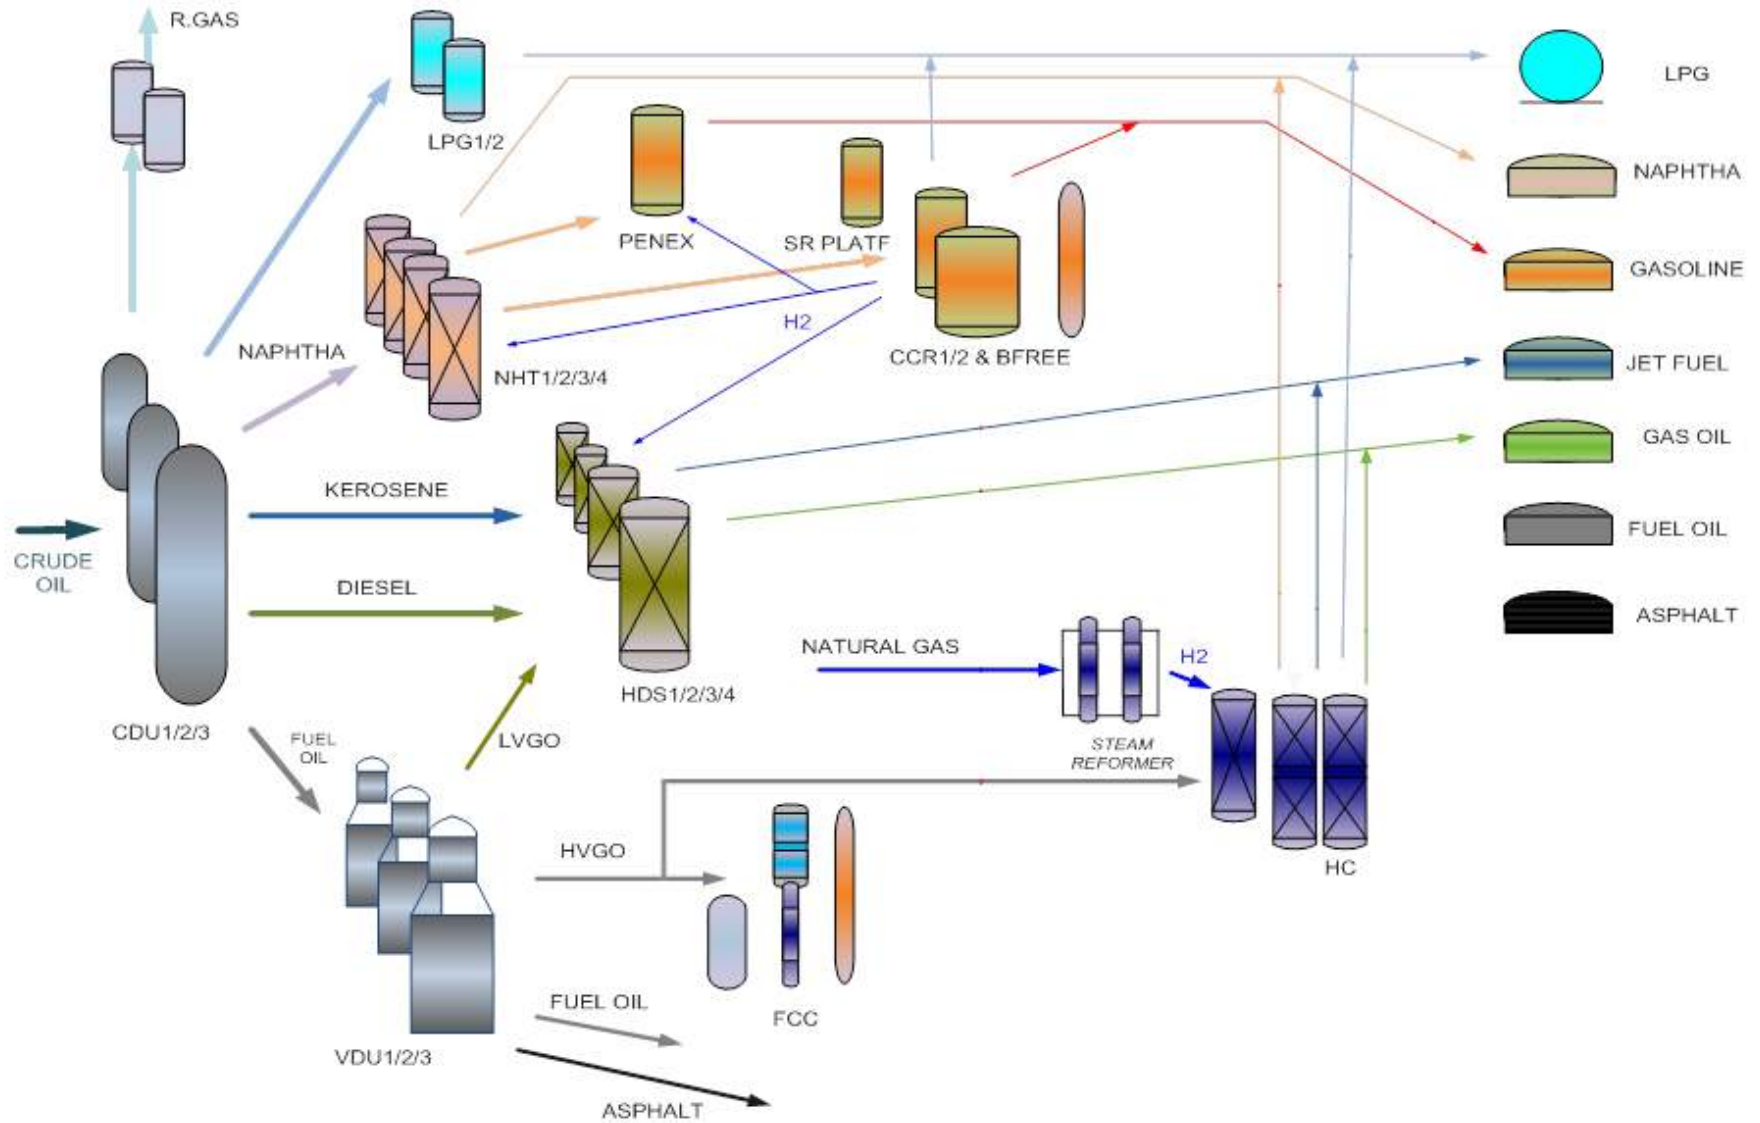 R.GAS
LPG1/2
LPG
NAPHTHA
PENEX
SR PLATF
GASOLINE
H2
NAPHTHA
NHT1/2/3/4
CCR1/2 & BFREE
JET FUEL
GAS OIL
KEROSENE
CRUDE
OIL
FUEL OIL
DIESEL
ASPHALT
NATURAL GAS
H2
HDS1/2/3/4
CDU1/2/3
FUEL
OIL
LVGO
STEAM
REFORMER
HVGO
HC
FUEL OIL
FCC
VDU1/2/3
ASPHALT